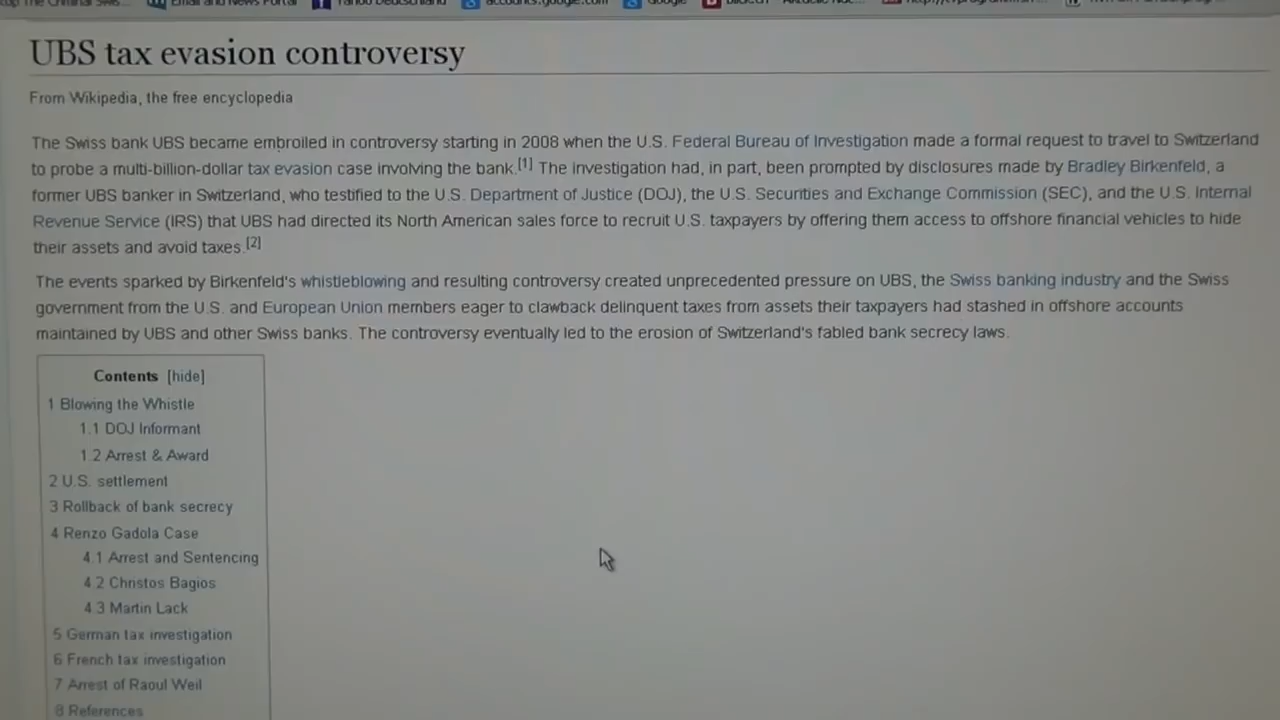 Email and News Portal
Yahoo Deutschland
accounts.google.com
Google
UBS tax evasion controversy
From Wikipedia, the free encyclopedia
The Swiss bank UBS became embroiled in controversy starting in 2008 when the U.S. Federal Bureau of Investigation made a formal request to travel to Switzerland
to probe a multi-billion-dollar tax evasion case involving the bank.[1] The investigation had, in part, been prompted by disclosures made by Bradley Birkenfeld, a
former UBS banker in Switzerland, who testified to the U.S. Department of Justice (DOJ), the U.S. Securities and Exchange Commission (SEC), and the U.S. Internal
Revenue Service (IRS) that UBS had directed its North American sales force to recruit U.S. taxpayers by offering them access to offshore financial vehicles to hide
their assets and avoid taxes.[2]
The events sparked by Birkenfeld's whistleblowing and resulting controversy created unprecedented pressure on UBS, the Swiss banking industry and the Swiss
government from the U.S. and European Union members eager to clawback delinquent taxes from assets their taxpayers had stashed in offshore accounts
maintained by UBS and other Swiss banks. The controversy eventually led to the erosion of Switzerland's fabled bank secrecy laws.
Contents [hide]
1 Blowing the Whistle
1.1 DOJ Informant
1.2 Arrest & Award
2 U.S. settlement
3 Rollback of bank secrecy
4 Renzo Gadola Case
4.1 Arrest and Sentencing
4.2 Christos Bagios
4.3 Martin Lack
5 German tax investigation
6 French tax investigation
7 Arrest of Raoul Weil
8 References